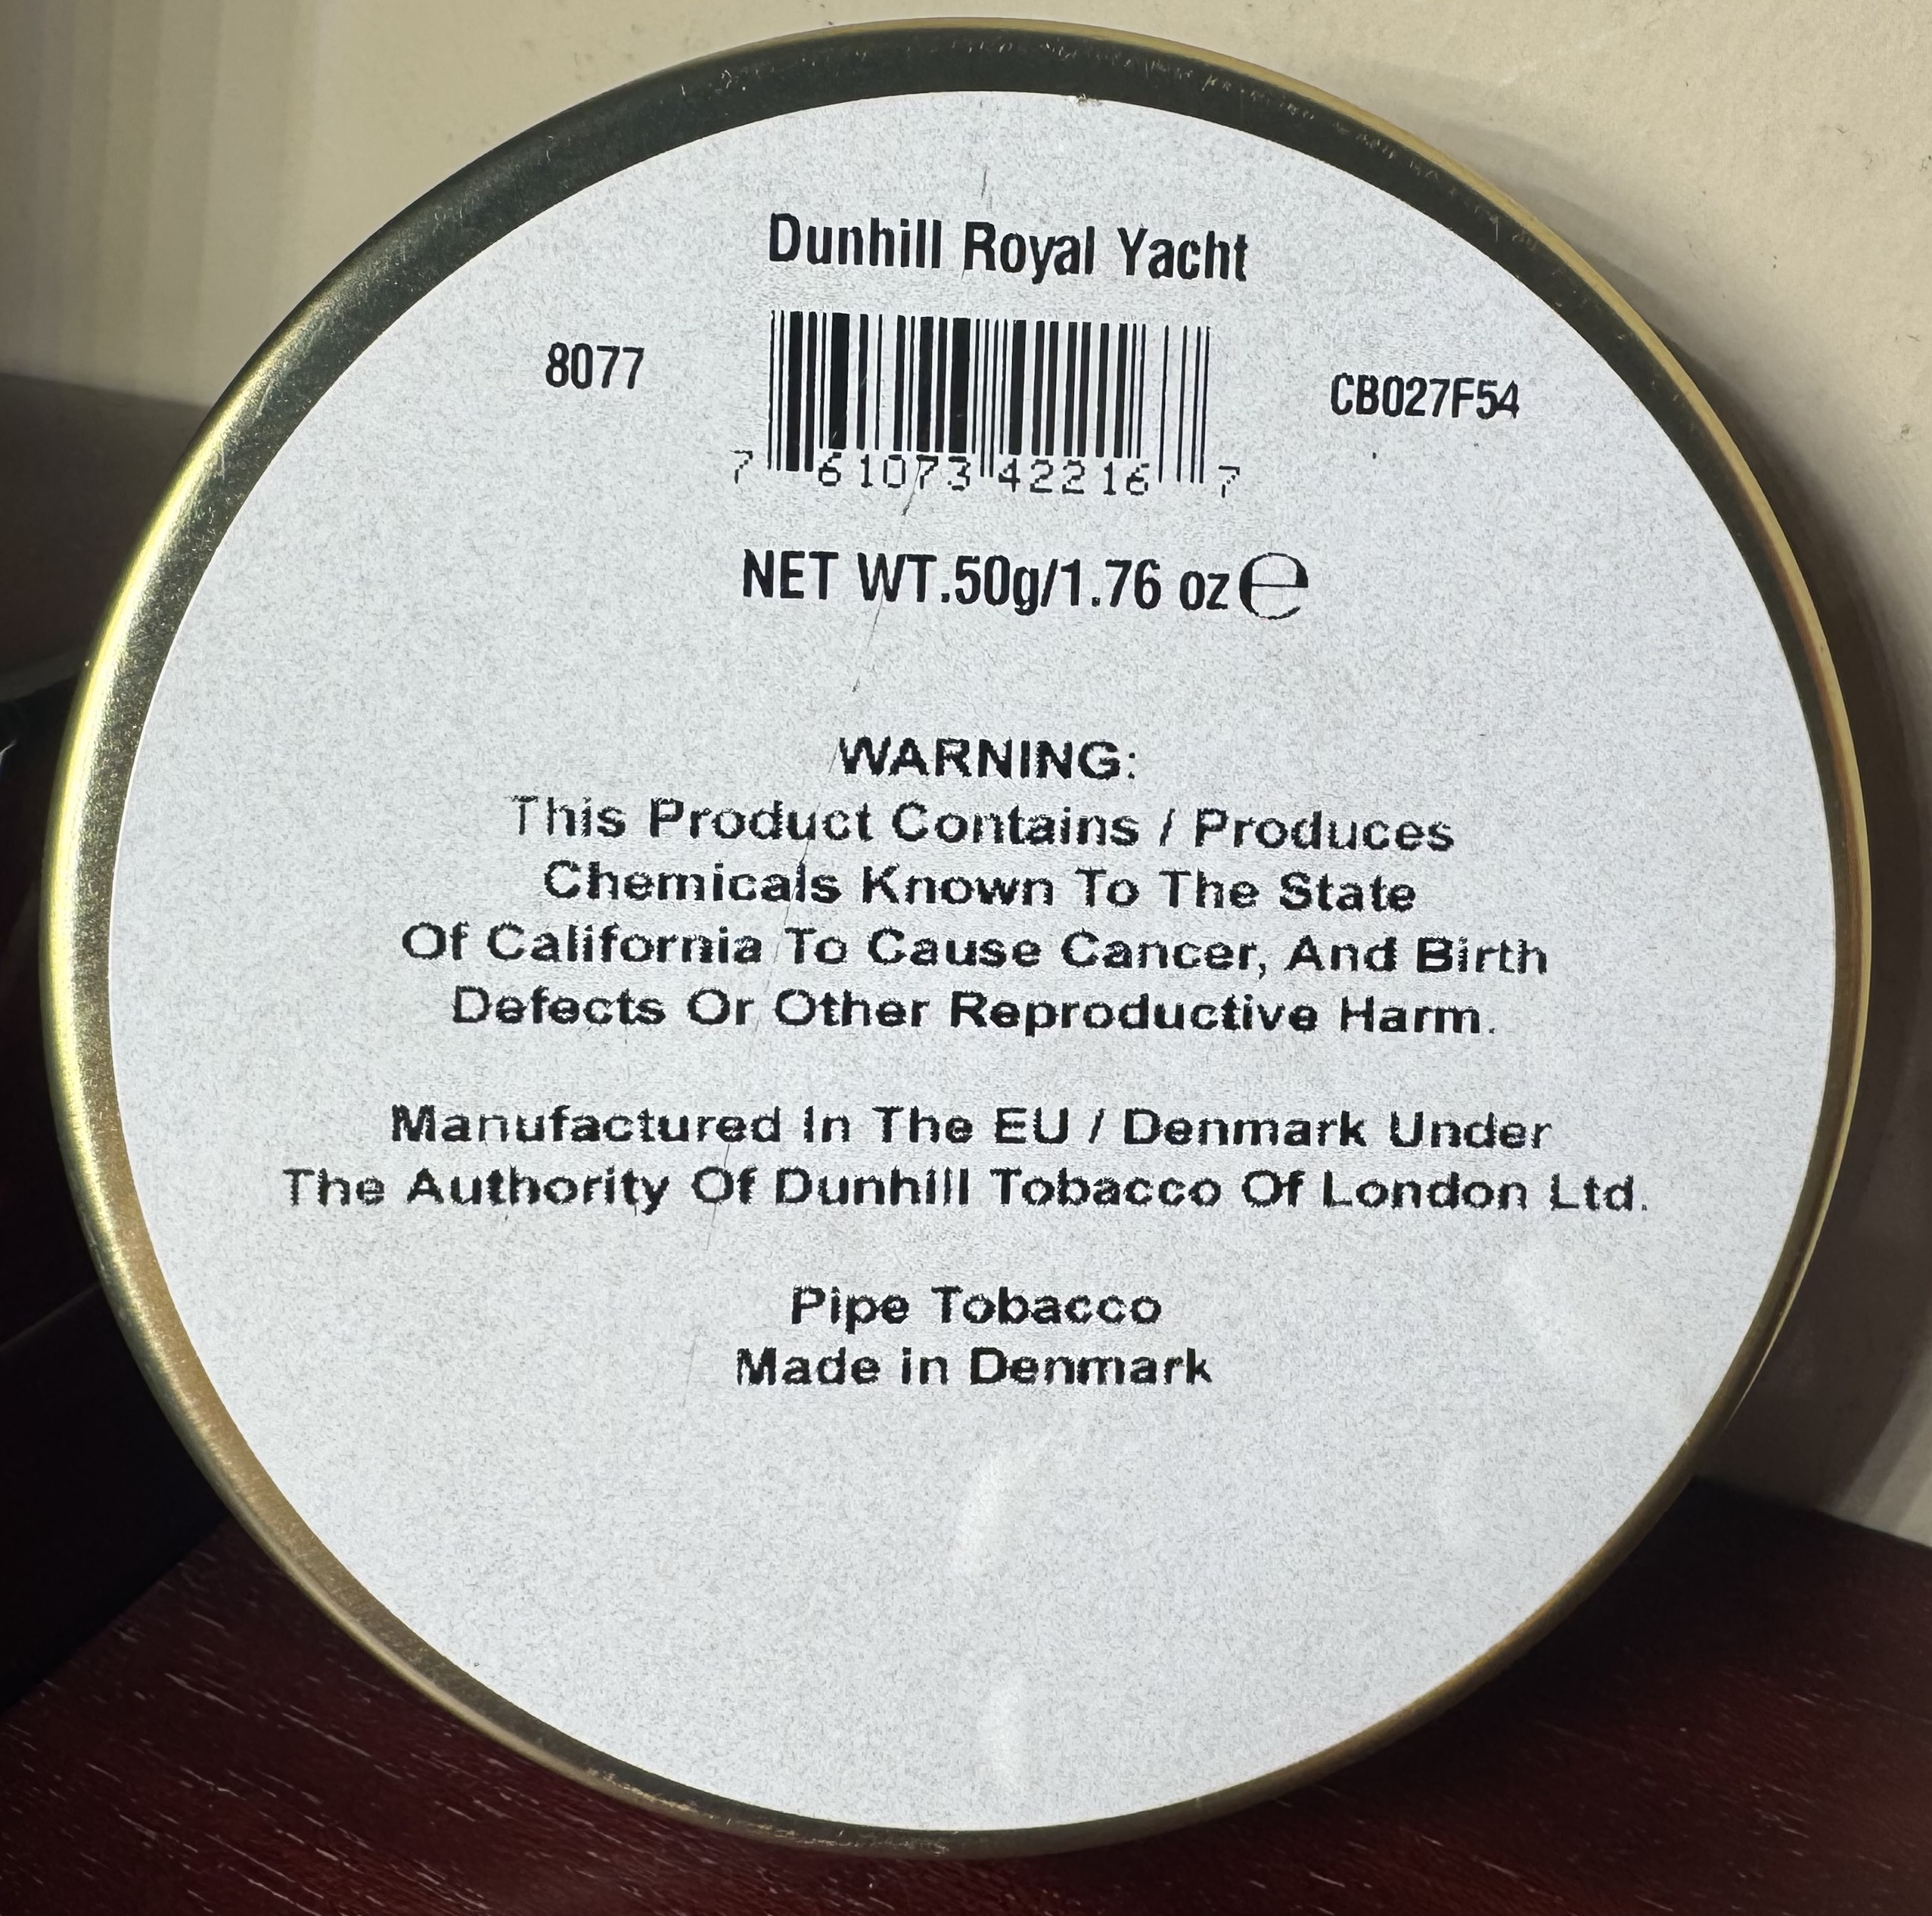 Dunhill Royal Yacht
8077
CB027F54
7 61073 42216 7
NET WT.50g/1.76 oz ℮
WARNING:
This Product Contains / Produces
Chemicals Known To The State
Of California To Cause Cancer, And Birth
Defects Or Other Reproductive Harm.
Manufactured In The EU / Denmark Under
The Authority Of Dunhill Tobacco Of London Ltd.
Pipe Tobacco
Made in Denmark